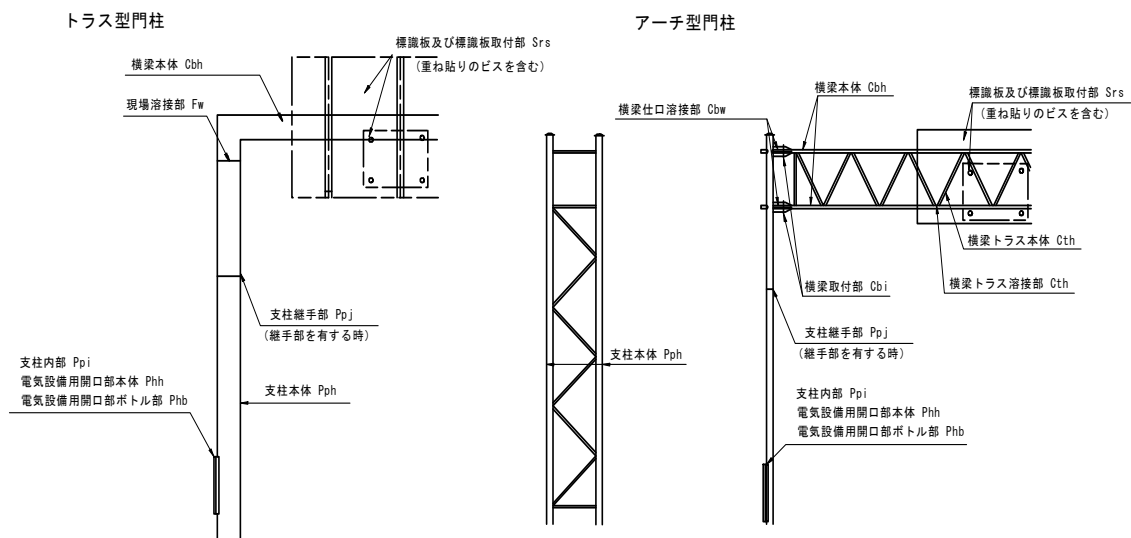 トラス型門柱
標識板及び標識板取付部 Srs
(重ね貼りのビスを含む)
横梁本体 Cbh
現場溶接部 Fw
支柱継手部 Ppj
(継手部を有する時)
支柱内部 Ppi
電気設備用開口部本体 Phh
電気設備用開口部ボトル部 Phb
支柱本体 Pph
アーチ型門柱
横梁本体 Cbh
標識板及び標識板取付部 Srs
(重ね貼りのビスを含む)
横梁仕口溶接部 Cbw
横梁トラス本体 Cth
横梁取付部 Cbi
横梁トラス溶接部 Cth
支柱継手部 Ppj
(継手部を有する時)
支柱本体 Pph
支柱内部 Ppi
電気設備用開口部本体 Phh
電気設備用開口部ボトル部 Phb